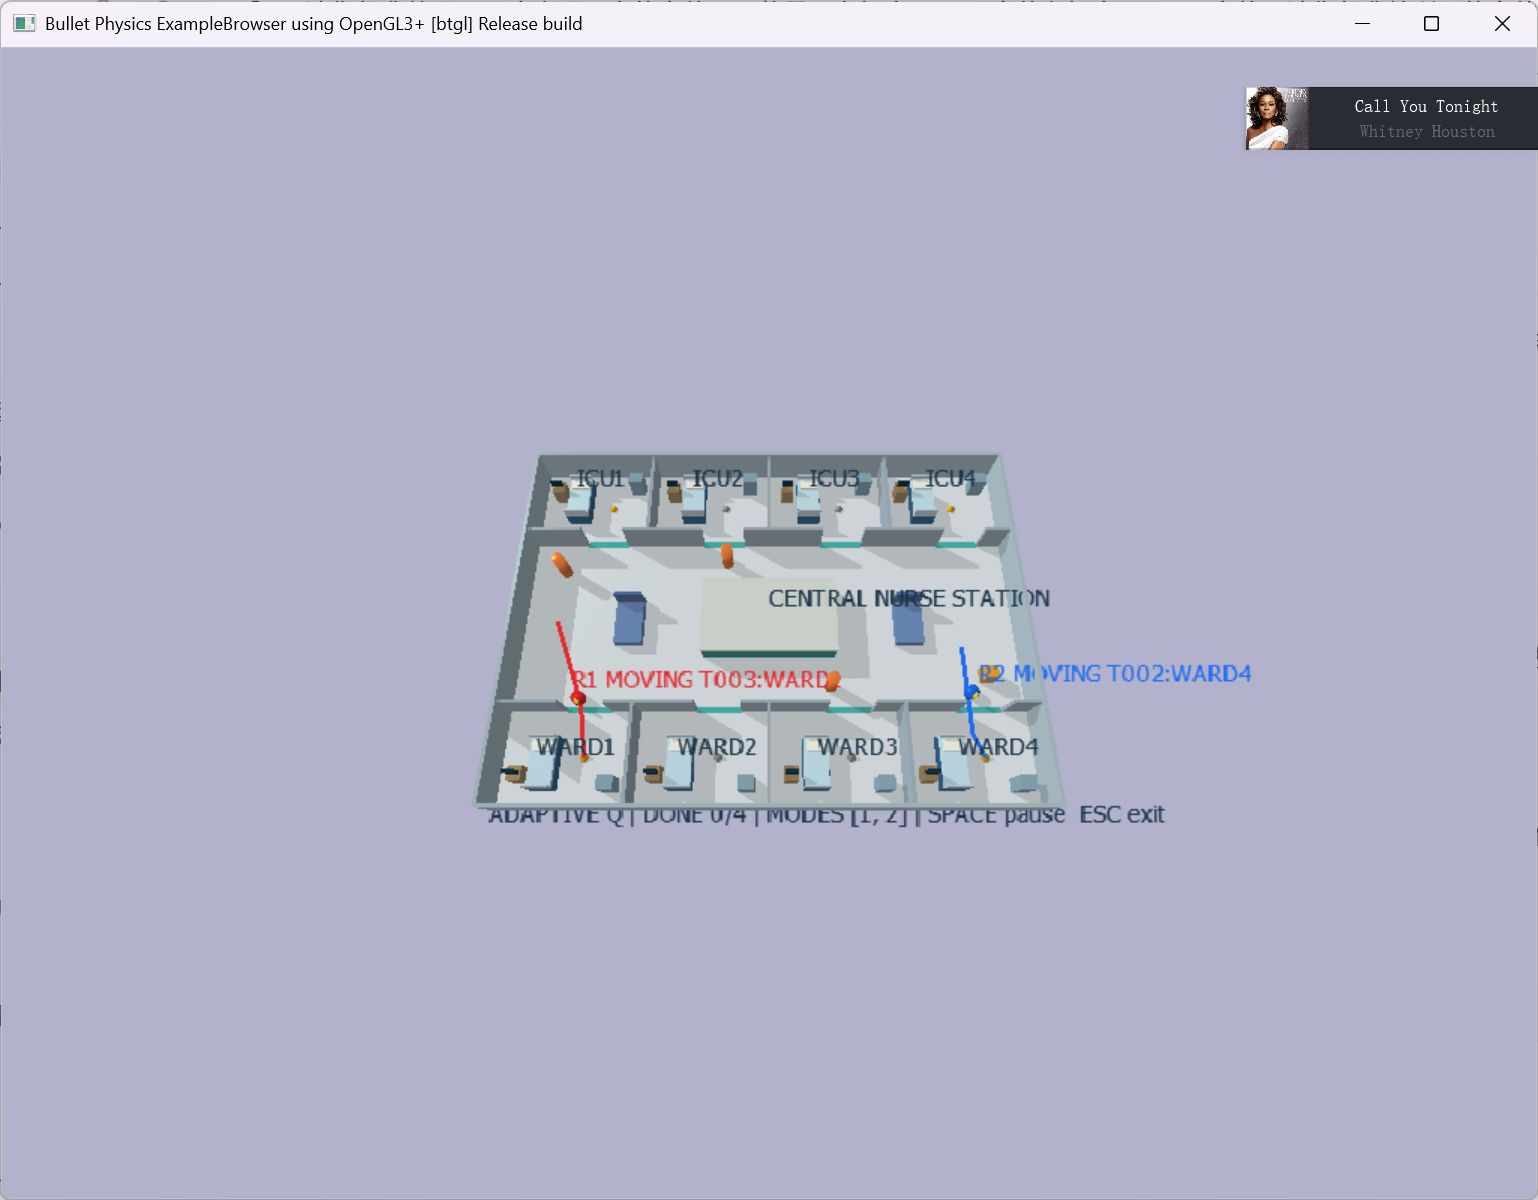 Bullet Physics ExampleBrowser using OpenGL3+ [btgl] Release build
Call You Tonight
Whitney Houston
ICU1 ICU2 ICU3 ICU4
CENTRAL NURSE STATION
R1 MOVING T003:WARD
R2 MOVING T002:WARD4
WARD1 WARD2 WARD3 WARD4
ADAPTIVE Q | DONE 0/4 | MODES [1, 2] | SPACE pause ESC exit